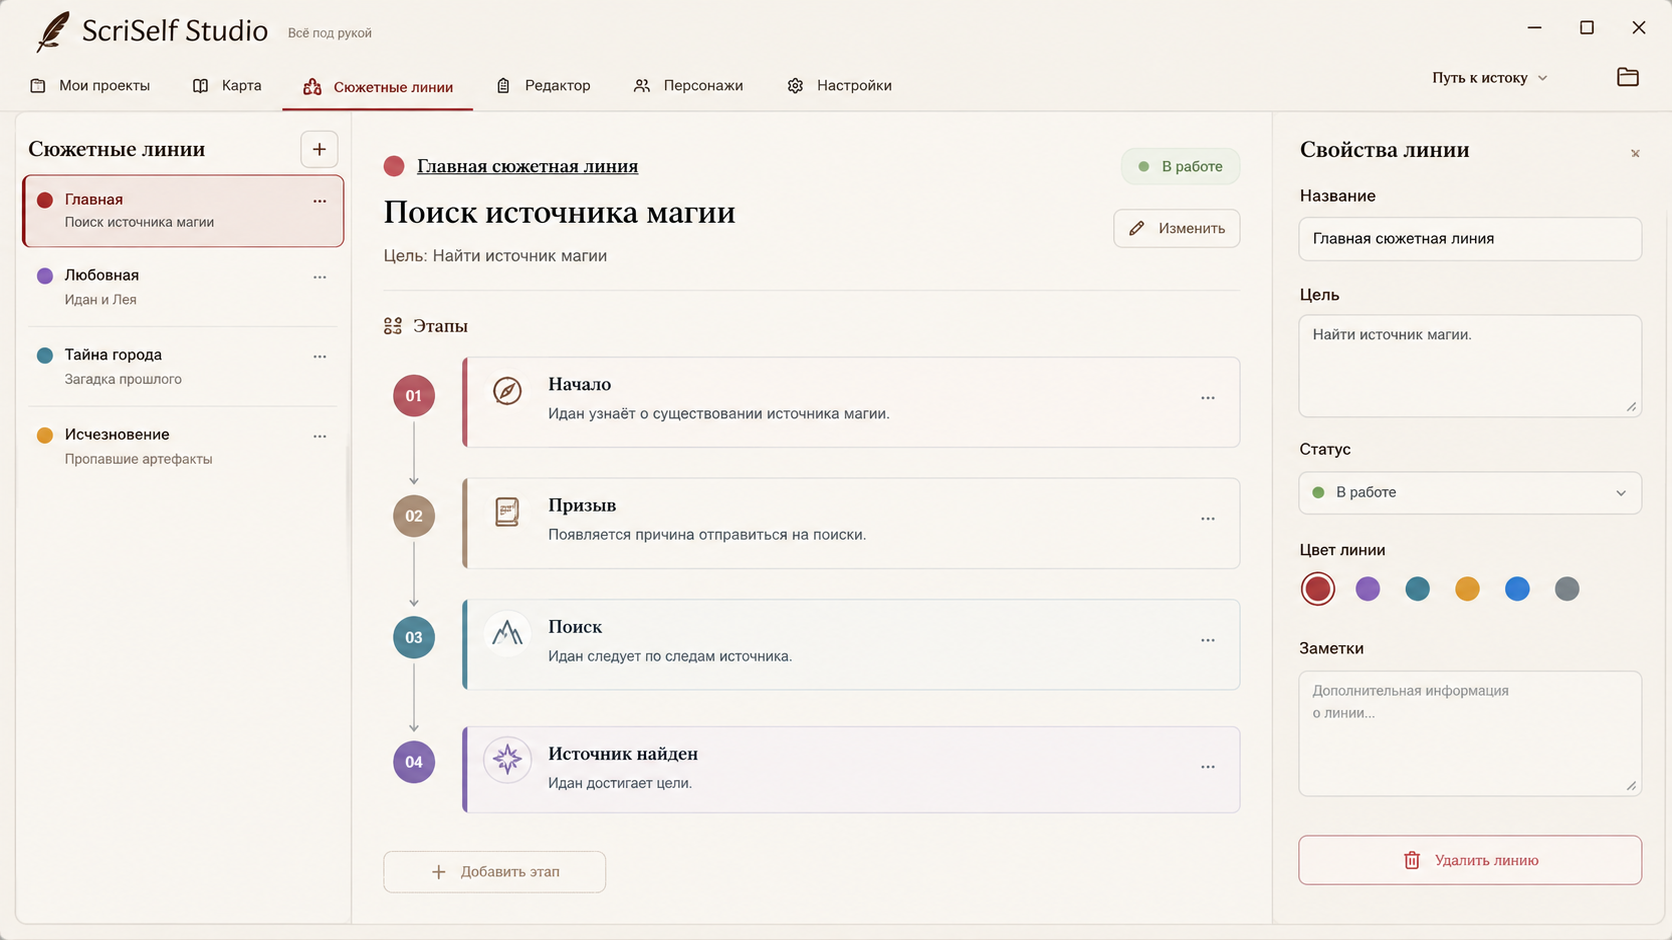 ScriSelf Studio
Всё под рукой
Мои проекты
Карта
Сюжетные линии
Редактор
Персонажи
Настройки
Путь к истоку
Сюжетные линии
Главная
Поиск источника магии
Любовная
Идан и Лея
Тайна города
Загадка прошлого
Исчезновение
Пропавшие артефакты
Главная сюжетная линия
В работе
Поиск источника магии
Изменить
Цель: Найти источник магии
Этапы
01
Начало
Идан узнаёт о существовании источника магии.
02
Призыв
Появляется причина отправиться на поиски.
03
Поиск
Идан следует по следам источника.
04
Источник найден
Идан достигает цели.
Добавить этап
Свойства линии
Название
Главная сюжетная линия
Цель
Найти источник магии.
Статус
В работе
Цвет линии
Заметки
Дополнительная информация
о линии...
Удалить линию